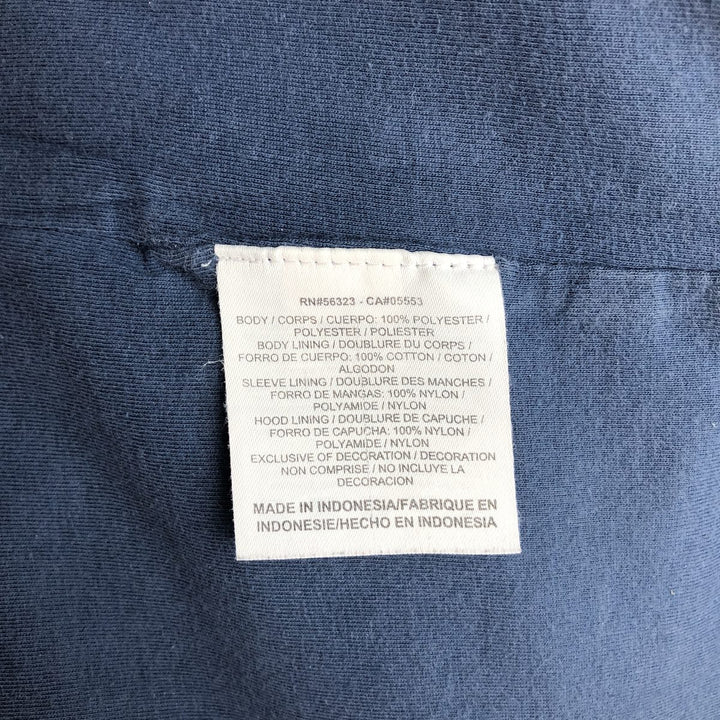 RN#56323 - CA#05553
BODY / CORPS / CUERPO: 100% POLYESTER /
POLYESTER / POLIESTER
BODY LINING / DOUBLURE DU CORPS /
FORRO DE CUERPO: 100% COTTON / COTON /
ALGODON
SLEEVE LINING / DOUBLURE DES MANCHES /
FORRO DE MANGAS: 100% NYLON /
POLYAMIDE / NYLON
HOOD LINING / DOUBLURE DE CAPUCHE /
FORRO DE CAPUCHA: 100% NYLON /
POLYAMIDE / NYLON
EXCLUSIVE OF DECORATION / DECORATION
NON COMPRISE / NO INCLUYE LA
DECORACION
MADE IN INDONESIA/FABRIQUE EN
INDONESIE/HECHO EN INDONESIA